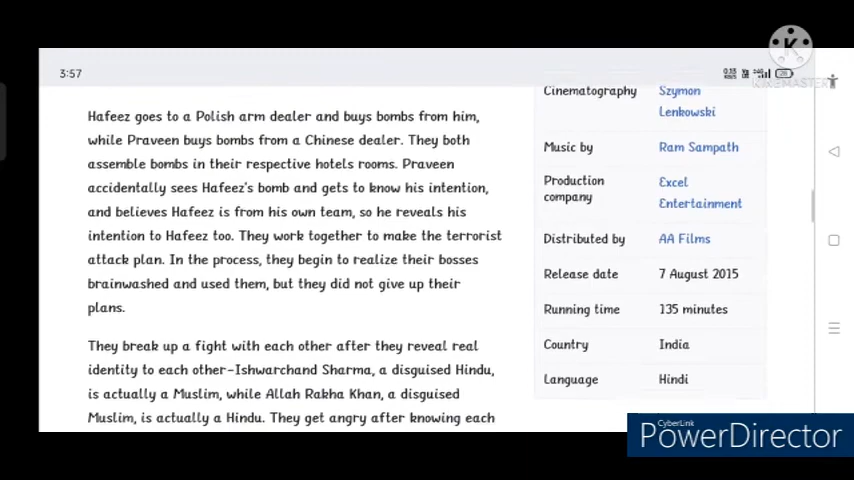 3:57
KINEMASTER
Hafeez goes to a Polish arm dealer and buys bombs from him,
while Praveen buys bombs from a Chinese dealer. They both
assemble bombs in their respective hotels rooms. Praveen
accidentally sees Hafeez's bomb and gets to know his intention,
and believes Hafeez is from his own team, so he reveals his
intention to Hafeez too. They work together to make the terrorist
attack plan. In the process, they begin to realize their bosses
brainwashed and used them, but they did not give up their
plans.
They break up a fight with each other after they reveal real
identity to each other-Ishwarchand Sharma, a disguised Hindu,
is actually a Muslim, while Allah Rakha Khan, a disguised
Muslim, is actually a Hindu. They get angry after knowing each
Cinematography Szymon
Lenkowski
Music by Ram Sampath
Production Excel
company Entertainment
Distributed by AA Films
Release date 7 August 2015
Running time 135 minutes
Country India
Language Hindi
CyberLink
PowerDirector